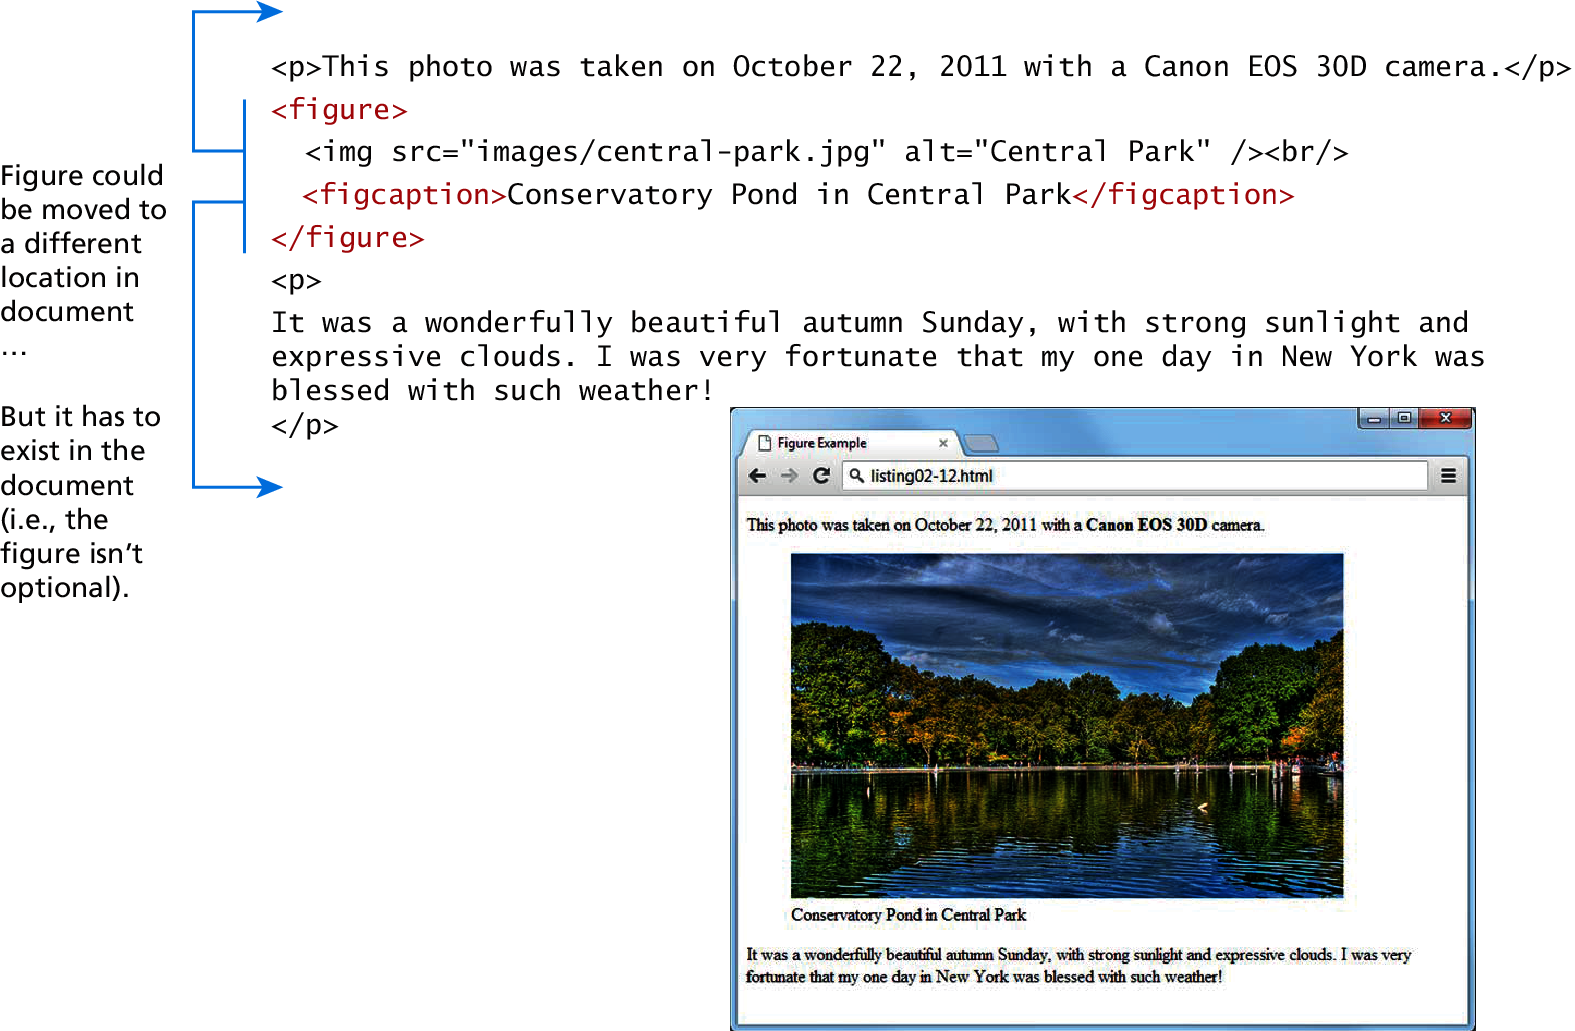 <p>This photo was taken on October 22, 2011 with a Canon EOS 30D camera.</p>
<figure>
<img src="images/central-park.jpg" alt="Central Park" /><br/>
<figcaption>Conservatory Pond in Central Park</figcaption>
</figure>
<p>
It was a wonderfully beautiful autumn Sunday, with strong sunlight and
expressive clouds. I was very fortunate that my one day in New York was
blessed with such weather!
</p>
Figure could
be moved to
a different
location in
document
...
But it has to
exist in the
document
(i.e., the
figure isn’t
optional).
Figure Example
listing02-12.html
This photo was taken on October 22, 2011 with a Canon EOS 30D camera.
Conservatory Pond in Central Park
It was a wonderfully beautiful autumn Sunday, with strong sunlight and expressive clouds. I was very
fortunate that my one day in New York was blessed with such weather!